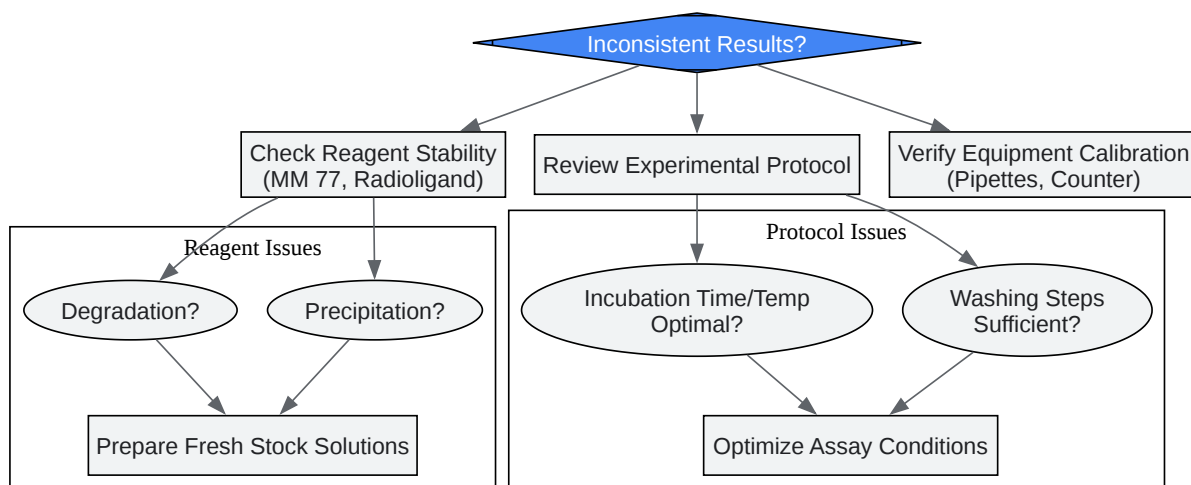 Inconsistent Results?
Check Reagent Stability
(MM 77, Radioligand)
Review Experimental Protocol
Verify Equipment Calibration
(Pipettes, Counter)
Reagent Issues
Protocol Issues
Degradation?
Precipitation?
Incubation Time/Temp
Optimal?
Washing Steps
Sufficient?
Prepare Fresh Stock Solutions
Optimize Assay Conditions